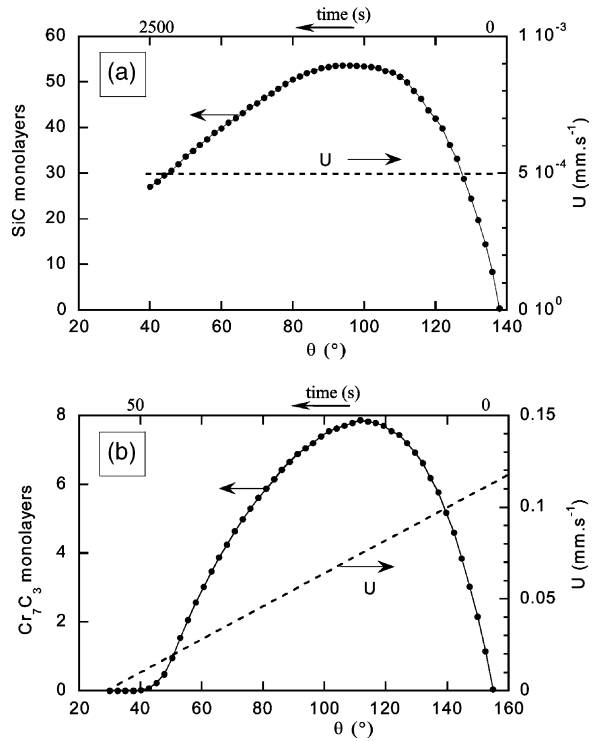 time (s)
2500 0
60 1 10⁻³
(a)
50
40
SiC monolayers
30 U 5 10⁻⁴ U (mm.s⁻¹)
20
10
0 0 10⁰
20 40 60 80 100 120 140
θ (°)
time (s)
50 0
8 0.15
(b)
6
0.1
Cr₇C₃ monolayers 4 U (mm.s⁻¹)
U
0.05
2
0 0
20 40 60 80 100 120 140 160
θ (°)